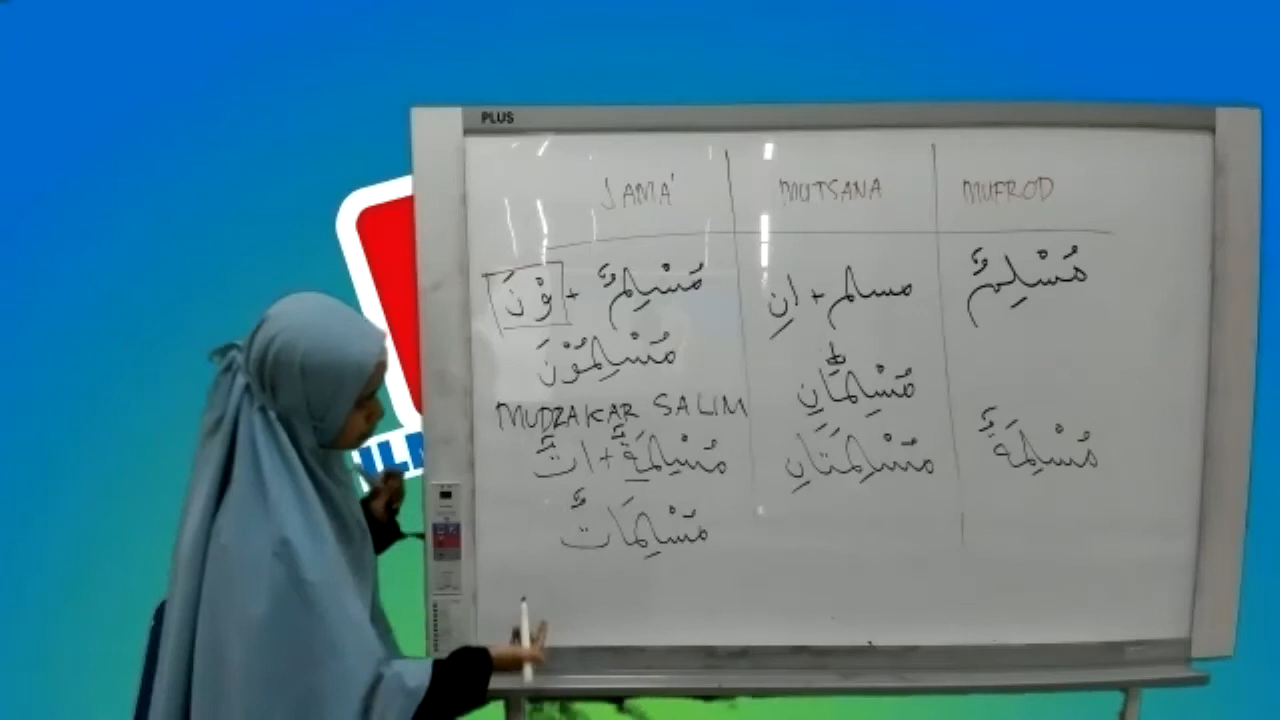 PLUS
JAMA' MUTSANA MUFROD
مُسْلِمٌ
مسلم + انِ
مُسْلِمٌ + وْنَ
مُسْلِمَانِ
مُسْلِمُوْنَ
MUDZAKAR SALIM
مُسْلِمَةٌ
مُسْلِمَتَانِ
مُسْلِمَةٌ + اتٌ
مُسْلِمَاتٌ